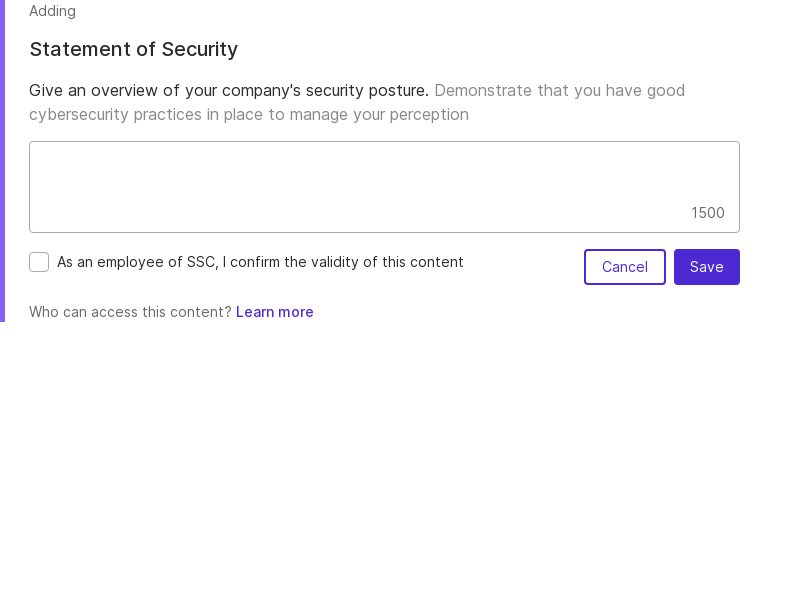 Adding
Statement of Security
Give an overview of your company's security posture. Demonstrate that you have good
cybersecurity practices in place to manage your perception
1500
As an employee of SSC, I confirm the validity of this content
Cancel
Save
Who can access this content? Learn more